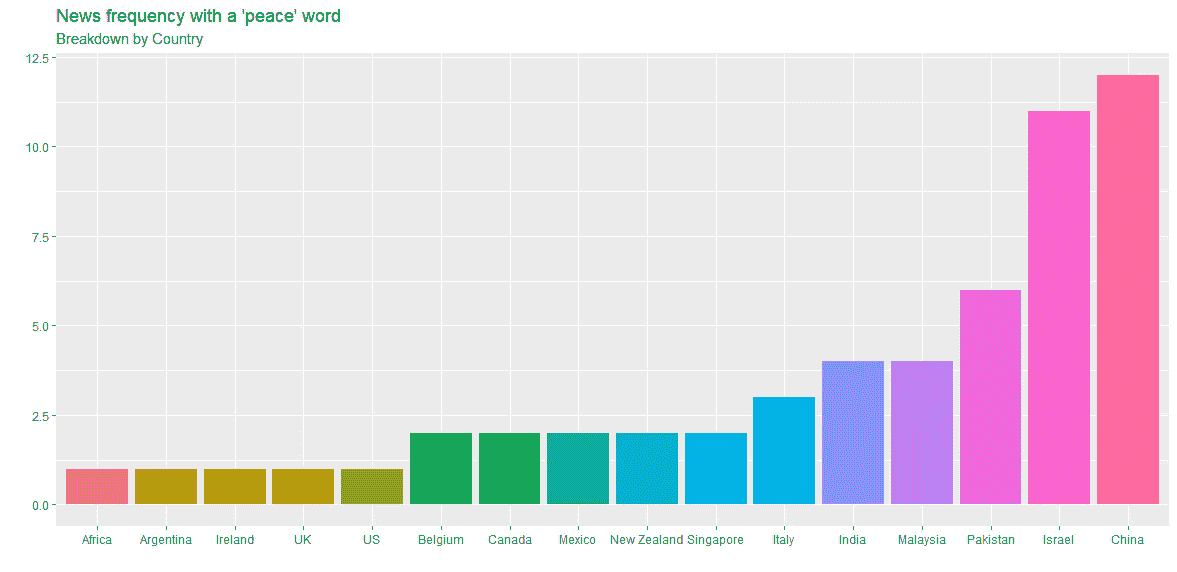 News frequency with a 'peace' word
Breakdown by Country
12.5
10.0
7.5
5.0
2.5
0.0
Africa Argentina Ireland UK US Belgium Canada Mexico New Zealand Singapore Italy India Malaysia Pakistan Israel China